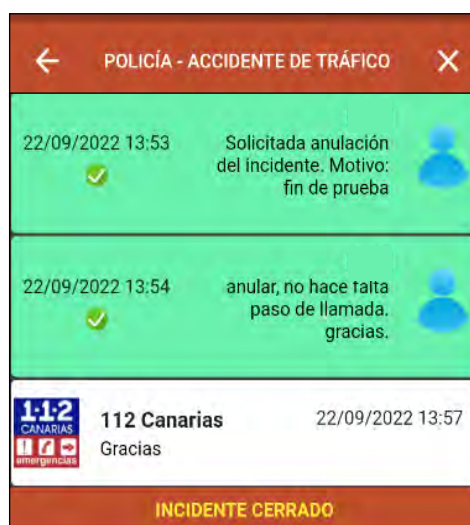 POLICÍA - ACCIDENTE DE TRÁFICO
22/09/2022 13:53
Solicitada anulación
del incidente. Motivo:
fin de prueba
22/09/2022 13:54
anular, no hace falta
paso de llamada.
gracias.
1·1·2
CANARIAS
emergencias
112 Canarias
22/09/2022 13:57
Gracias
INCIDENTE CERRADO